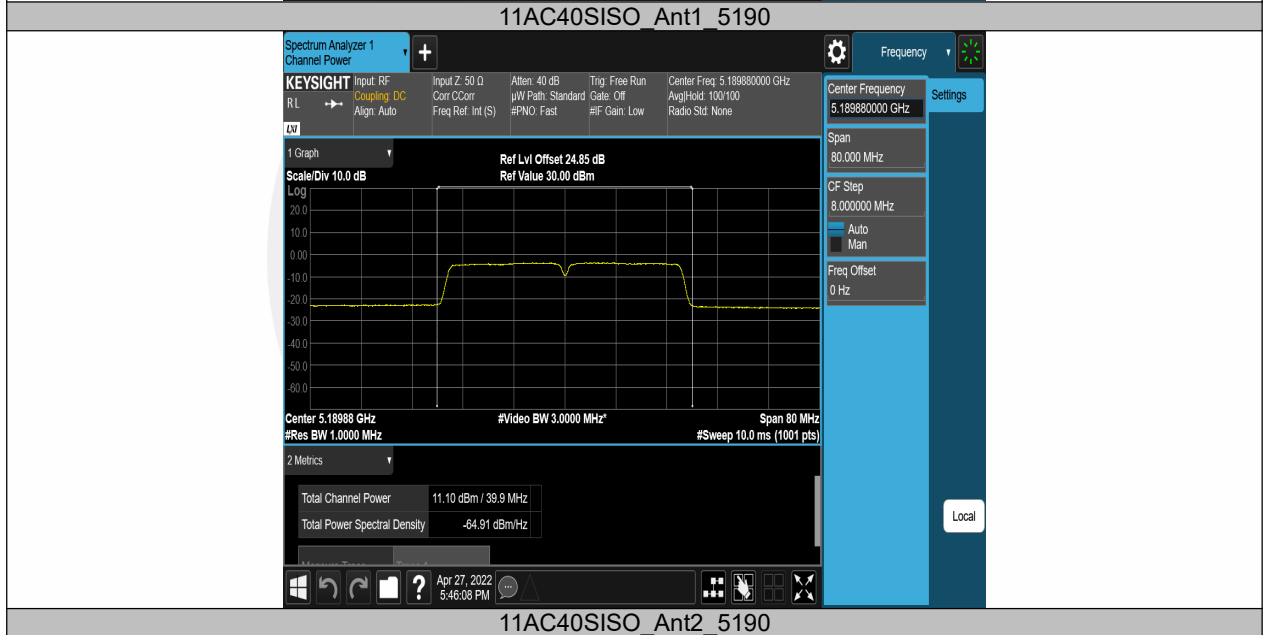 11AC40SISO_Ant1_5190
Spectrum Analyzer 1
Channel Power
+
Frequency
KEYSIGHT
RL
LXI
Input: RF
Coupling: DC
Align: Auto
Input Z: 50 Ω
Corr CCorr
Freq Ref: Int (S)
Atten: 40 dB
µW Path: Standard
#PNO: Fast
Trig: Free Run
Gate: Off
#IF Gain: Low
Center Freq: 5.189880000 GHz
Avg|Hold: 100/100
Radio Std: None
Center Frequency
5.189880000 GHz
Settings
Span
80.000 MHz
CF Step
8.000000 MHz
Auto
Man
Freq Offset
0 Hz
1 Graph
Scale/Div 10.0 dB
Ref Lvl Offset 24.85 dB
Ref Value 30.00 dBm
Log
20.0
10.0
0.00
-10.0
-20.0
-30.0
-40.0
-50.0
-60.0
Center 5.18988 GHz
#Video BW 3.0000 MHz*
Span 80 MHz
#Res BW 1.0000 MHz
#Sweep 10.0 ms (1001 pts)
2 Metrics
Total Channel Power 11.10 dBm / 39.9 MHz
Total Power Spectral Density -64.91 dBm/Hz
Local
?
Apr 27, 2022
5:46:08 PM
11AC40SISO_Ant2_5190